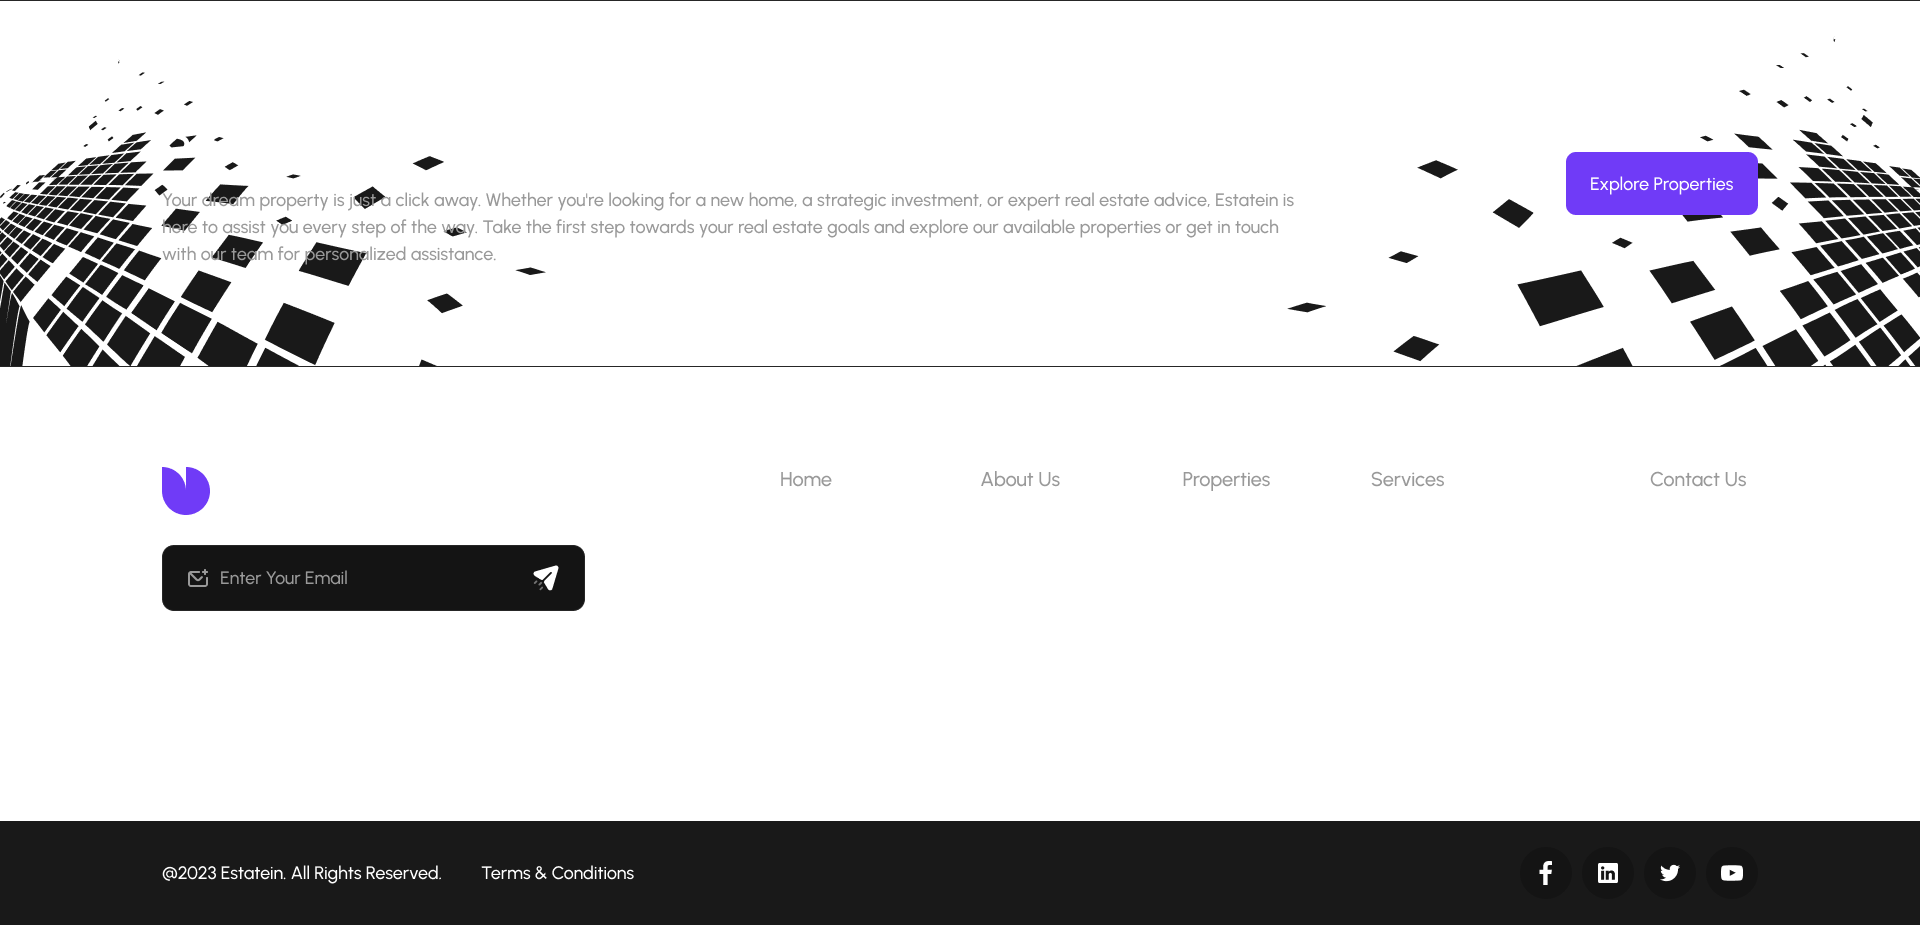 Your dream property is just a click away. Whether you're looking for a new home, a strategic investment, or expert real estate advice, Estatein is
here to assist you every step of the way. Take the first step towards your real estate goals and explore our available properties or get in touch
with our team for personalized assistance.
Explore Properties
Home
About Us
Properties
Services
Contact Us
Enter Your Email
@2023 Estatein. All Rights Reserved.
Terms & Conditions